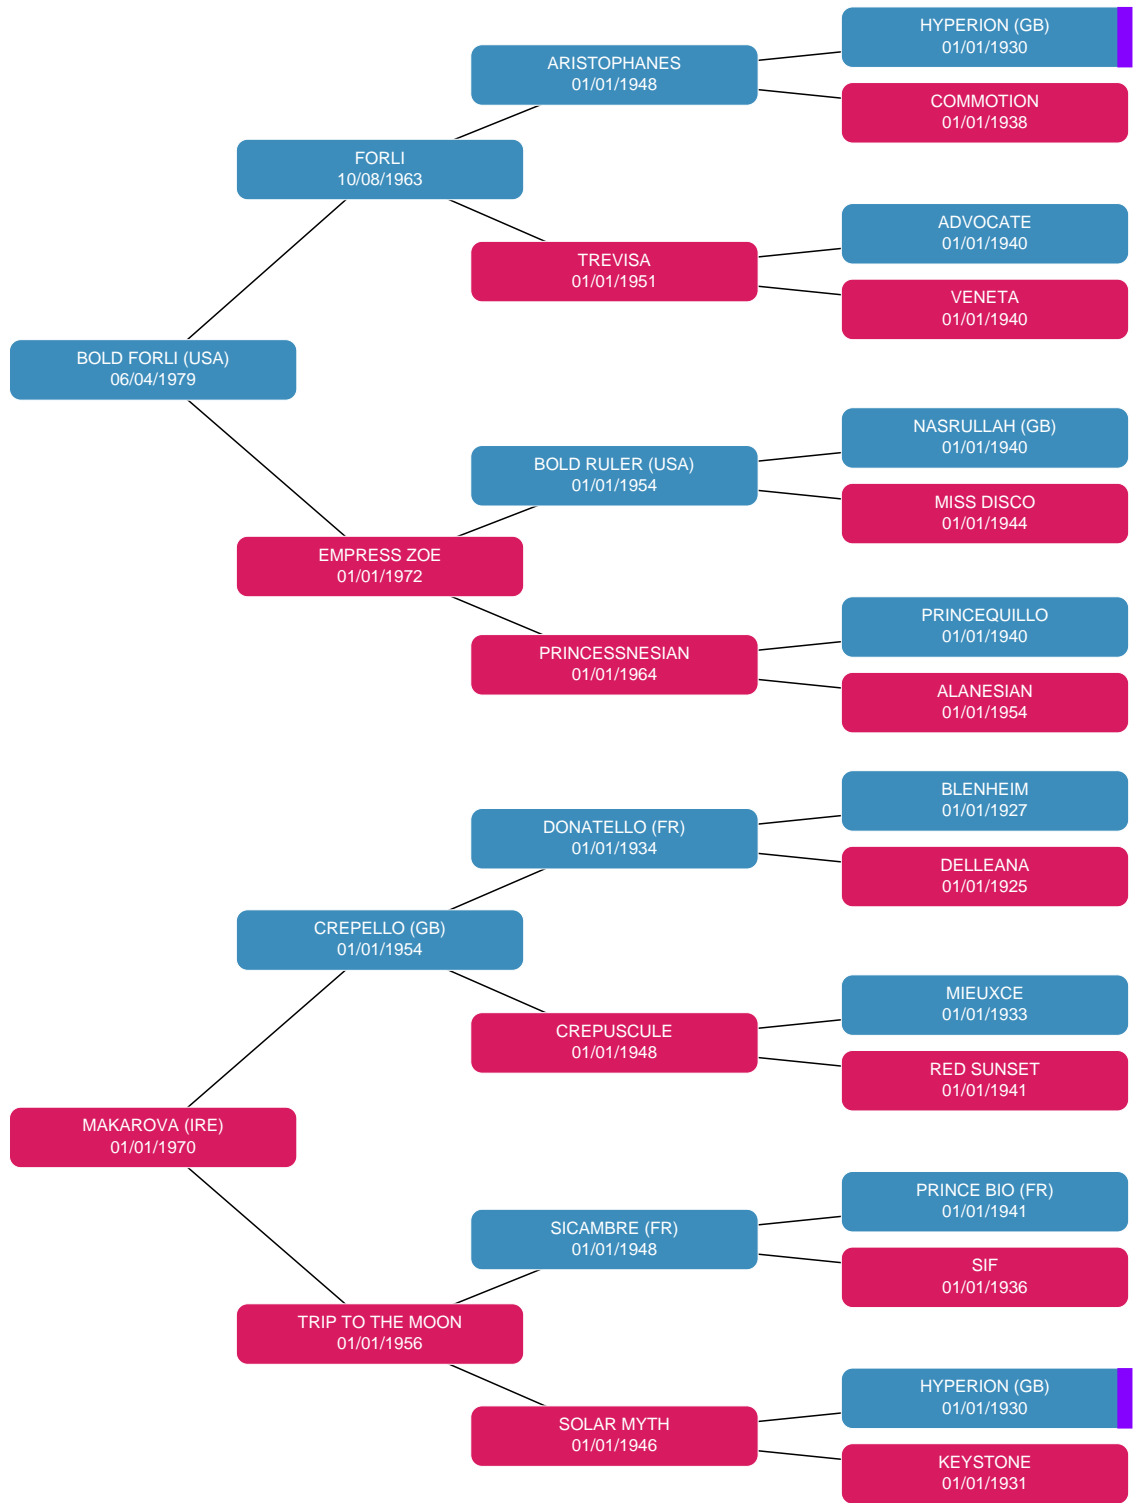 HYPERION (GB)
01/01/1930
ARISTOPHANES
01/01/1948
COMMOTION
01/01/1938
FORLI
10/08/1963
ADVOCATE
01/01/1940
TREVISA
01/01/1951
VENETA
01/01/1940
BOLD FORLI (USA)
06/04/1979
NASRULLAH (GB)
01/01/1940
BOLD RULER (USA)
01/01/1954
MISS DISCO
01/01/1944
EMPRESS ZOE
01/01/1972
PRINCEQUILLO
01/01/1940
PRINCESSNESIAN
01/01/1964
ALANESIAN
01/01/1954
BLENHEIM
01/01/1927
DONATELLO (FR)
01/01/1934
DELLEANA
01/01/1925
CREPELLO (GB)
01/01/1954
MIEUXCE
01/01/1933
CREPUSCULE
01/01/1948
RED SUNSET
01/01/1941
MAKAROVA (IRE)
01/01/1970
PRINCE BIO (FR)
01/01/1941
SICAMBRE (FR)
01/01/1948
SIF
01/01/1936
TRIP TO THE MOON
01/01/1956
HYPERION (GB)
01/01/1930
SOLAR MYTH
01/01/1946
KEYSTONE
01/01/1931